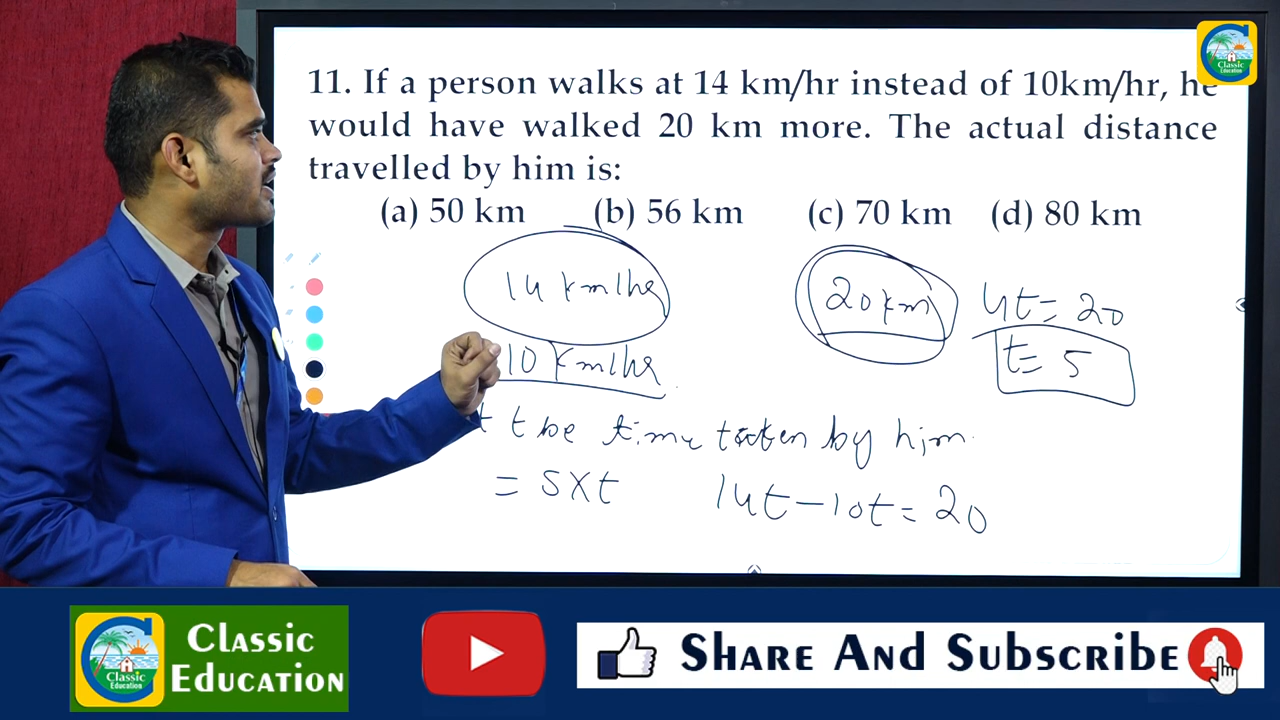 Classic
Education
11. If a person walks at 14 km/hr instead of 10km/hr, he
would have walked 20 km more. The actual distance
travelled by him is:
(a) 50 km (b) 56 km (c) 70 km (d) 80 km
14 km/hr 20 km 4t = 20
10 km/hr t = 5
t t be time taken by him.
= S×t 14t – 10t = 20
Classic
Education
Classic
Education
Share And Subscribe